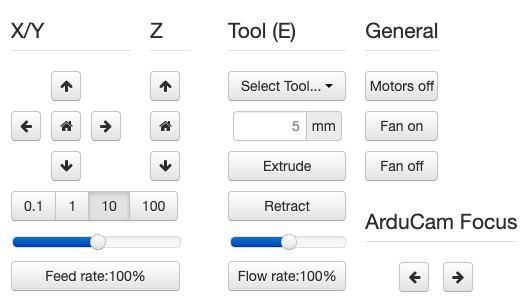 X/Y
Z
Tool (E)
General
Select Tool...
Motors off
5 mm
Fan on
Extrude
Fan off
0.1 1 10 100
Retract
ArduCam Focus
Feed rate:100%
Flow rate:100%